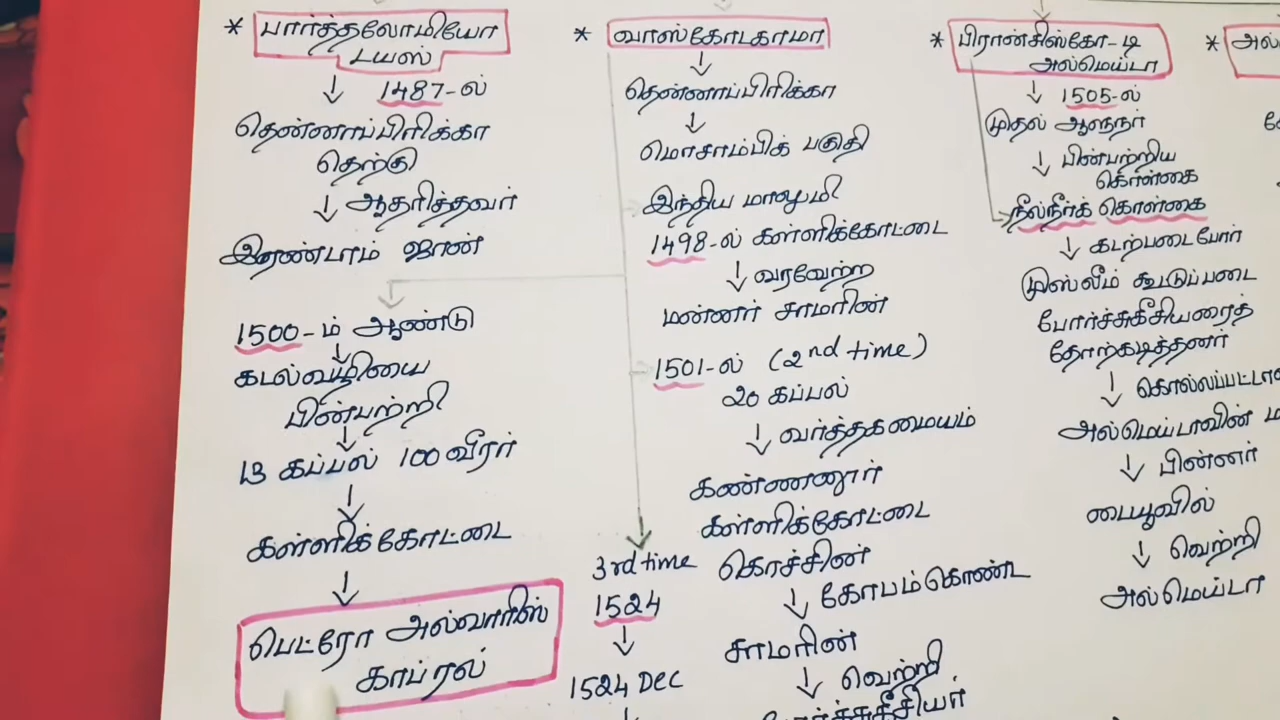 * பார்த்தலோமியோ
டயஸ்
↓ 1487-ல்
தென்னாப்பிரிக்கா
தெற்கு
↓ ஆதரித்தவர்
இரண்டாம் ஜான்
1500-ம் ஆண்டு
↓
கடல்வழியை
பின்பற்றி
↓
13 கப்பல் 100 வீரர்
↓
கள்ளிக்கோட்டை
↓
பெட்ரோ அல்வாரிஸ்
காப்ரல்
* வாஸ்கோடகாமா
↓
தென்னாப்பிரிக்கா
↓
மொசாம்பிக் பகுதி
இந்திய மாலுமி
1498-ல் கள்ளிக்கோட்டை
↓ வரவேற்ற
மன்னர் சாமரின்
1501-ல் (2nd time)
20 கப்பல்
↓ வர்த்தகமையம்
கண்ணனூர்
கள்ளிக்கோட்டை
கொச்சின்
↓ கோபம்கொண்ட
சாமரின்
↓ வெற்றி
போர்ச்சுகீசியர்
3rd time
1524
↓
1524 Dec
↓
* பிரான்சிஸ்கோ-டி
அல்மெய்டா
↓ 1505-ல்
முதல் ஆளுநர்
↓ பின்பற்றிய
கொள்கை
நீல்நீர்க் கொள்கை
↓ கடற்படைபோர்
முஸ்லீம் கூட்டுப்படை
போர்ச்சுகீசியரைத்
தோற்கடித்தனர்
↓
அல்மெய்டாவின்
↓ பின்னர்
டையூவில்
↓ வெற்றி
அல்மெய்டா
*